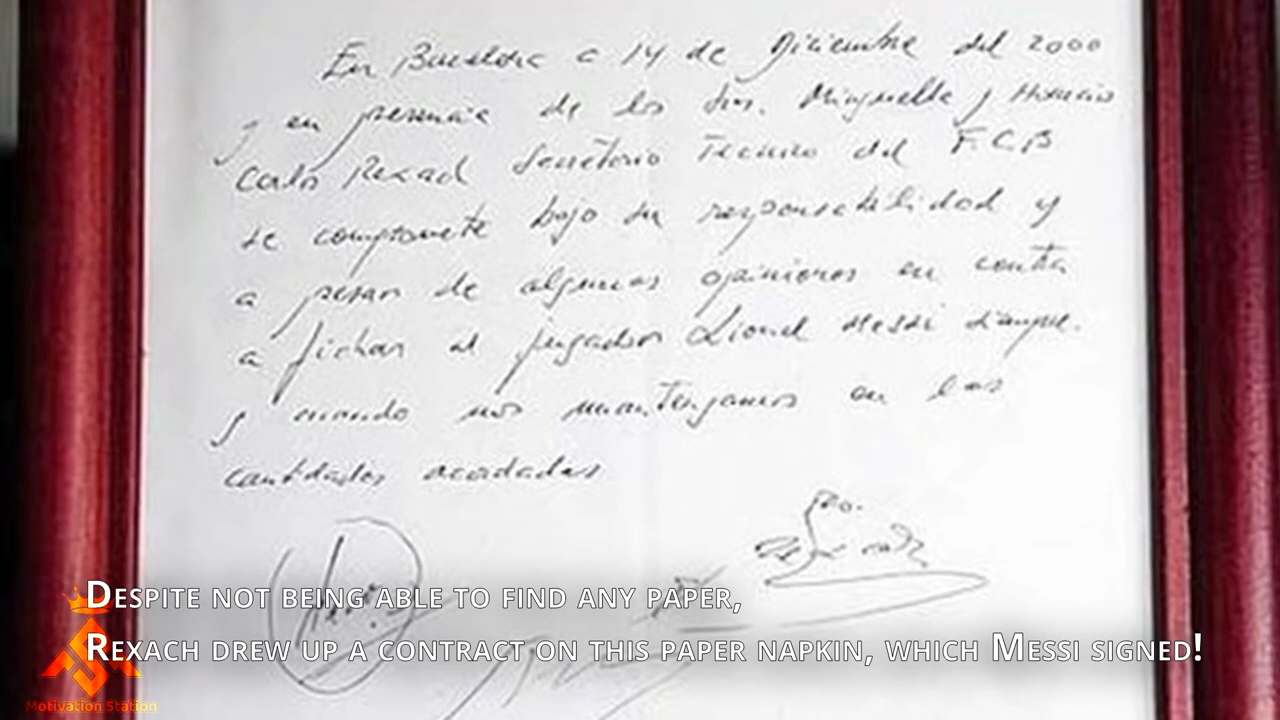 En Barcelona a 14 de Diciembre del 2000
y en presencia de los Srs. Minguella y Horacio
Carlos Rexach Secretario Tecnico del F.C.B
se compromete bajo su responsabilidad y
a pesar de algunas opiniones en contra
a fichar al jugador Lionel Messi siempre
y cuando nos mantengamos en las
cantidades acordadas
DESPITE NOT BEING ABLE TO FIND ANY PAPER,
REXACH DREW UP A CONTRACT ON THIS PAPER NAPKIN, WHICH MESSI SIGNED!
Motivation Station